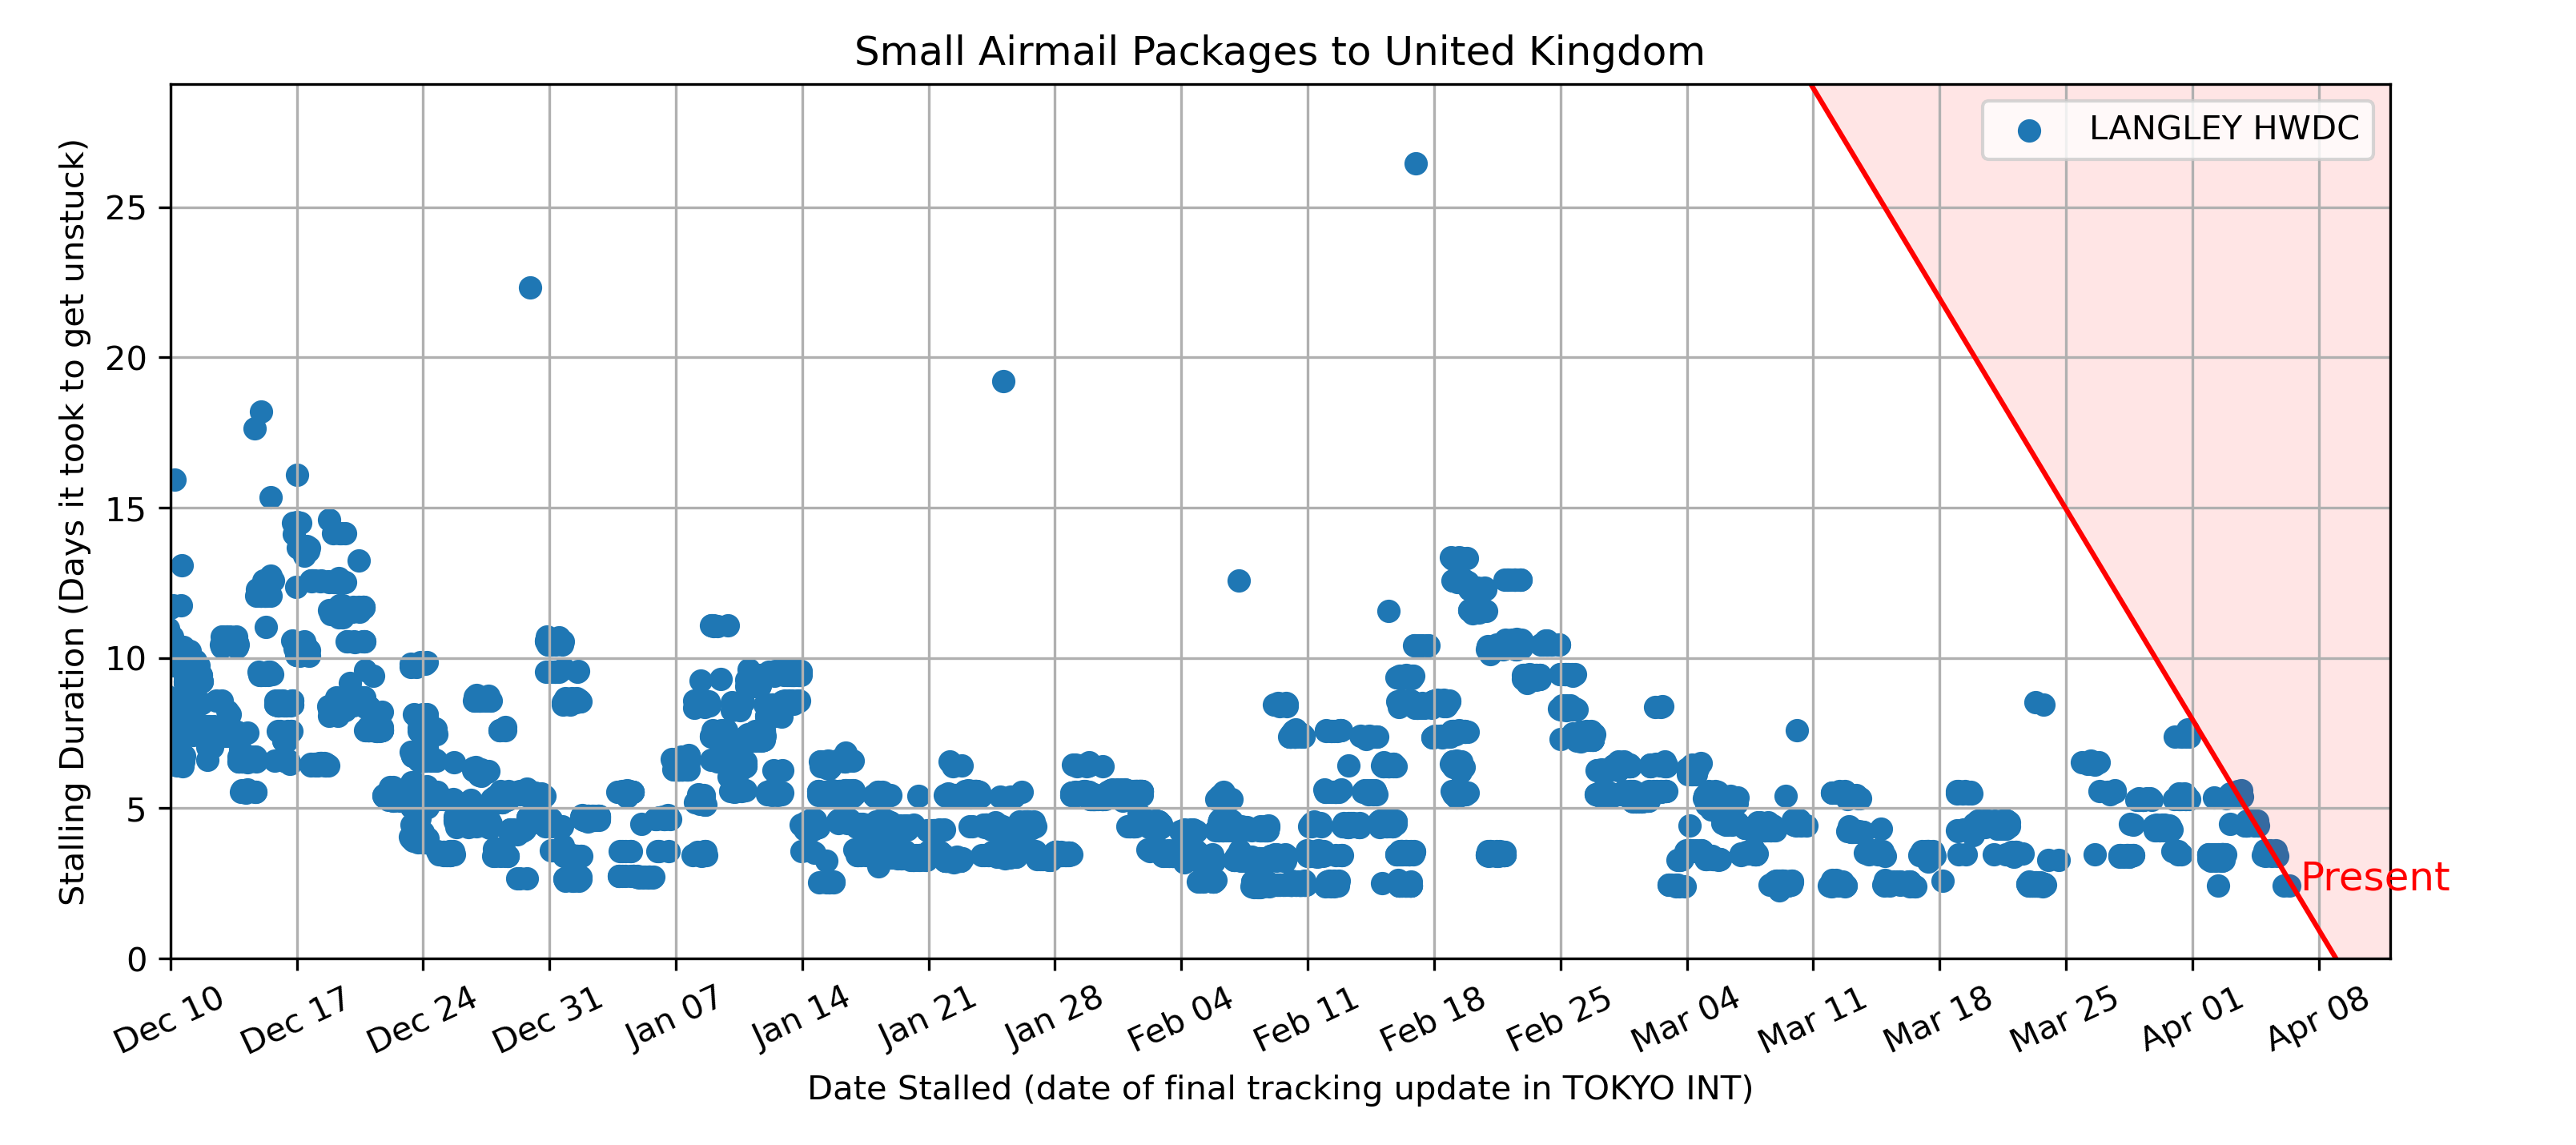 Small Airmail Packages to United Kingdom
LANGLEY HWDC
Stalling Duration (Days it took to get unstuck)
25
20
15
10
5
0
Present
Dec 10
Dec 17
Dec 24
Dec 31
Jan 07
Jan 14
Jan 21
Jan 28
Feb 04
Feb 11
Feb 18
Feb 25
Mar 04
Mar 11
Mar 18
Mar 25
Apr 01
Apr 08
Date Stalled (date of final tracking update in TOKYO INT)